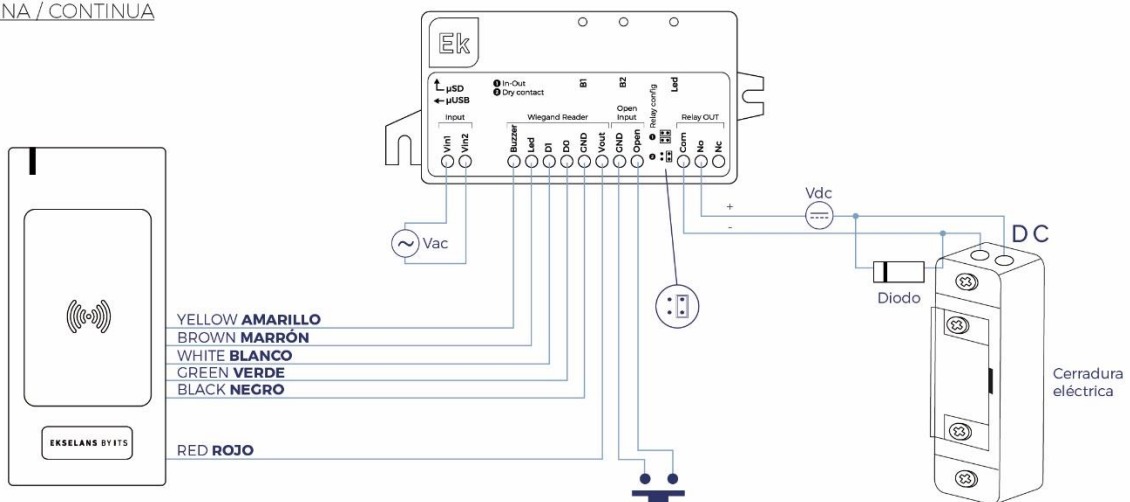 NA / CONTINUA
Ek
µSD
µUSB
1 In-Out
2 Dry contact
B1
B2
Led
Input
Wiegand Reader
Open
Input
Relay config
1
2
Relay OUT
Vin1
Vin2
Buzzer
Led
D1
D0
GND
Vout
GND
Open
Com
No
Nc
Vac
+
-
Vdc
DC
Diodo
Cerradura
eléctrica
YELLOW AMARILLO
BROWN MARRÓN
WHITE BLANCO
GREEN VERDE
BLACK NEGRO
RED ROJO
EKSELANS BY ITS